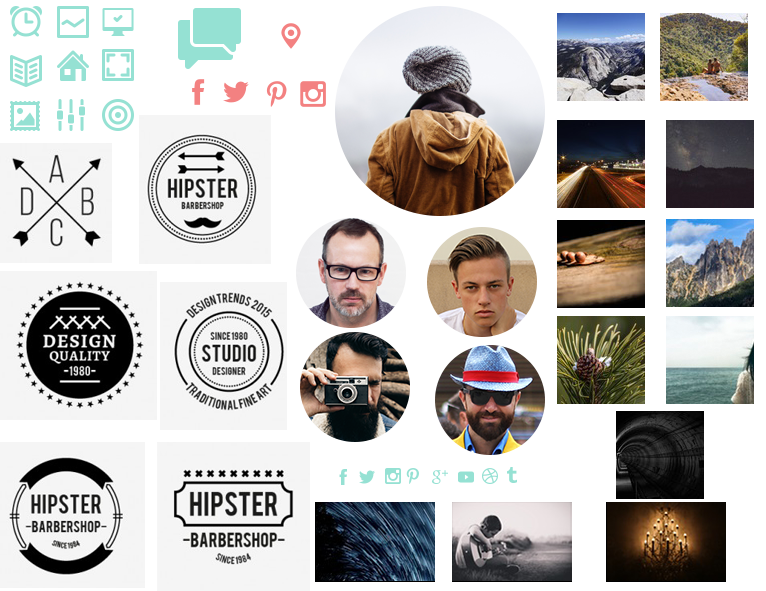 A
D B
C
HIPSTER
BARBERSHOP
DESIGN
QUALITY
-1980-
DESIGN TRENDS 2015
SINCE 1980
STUDIO
DESIGNER
TRADITIONAL FINE ART
HIPSTER
-BARBERSHOP-
SINCE 1984
HIPSTER
-BARBERSHOP-
SINCE 1984
g+
t